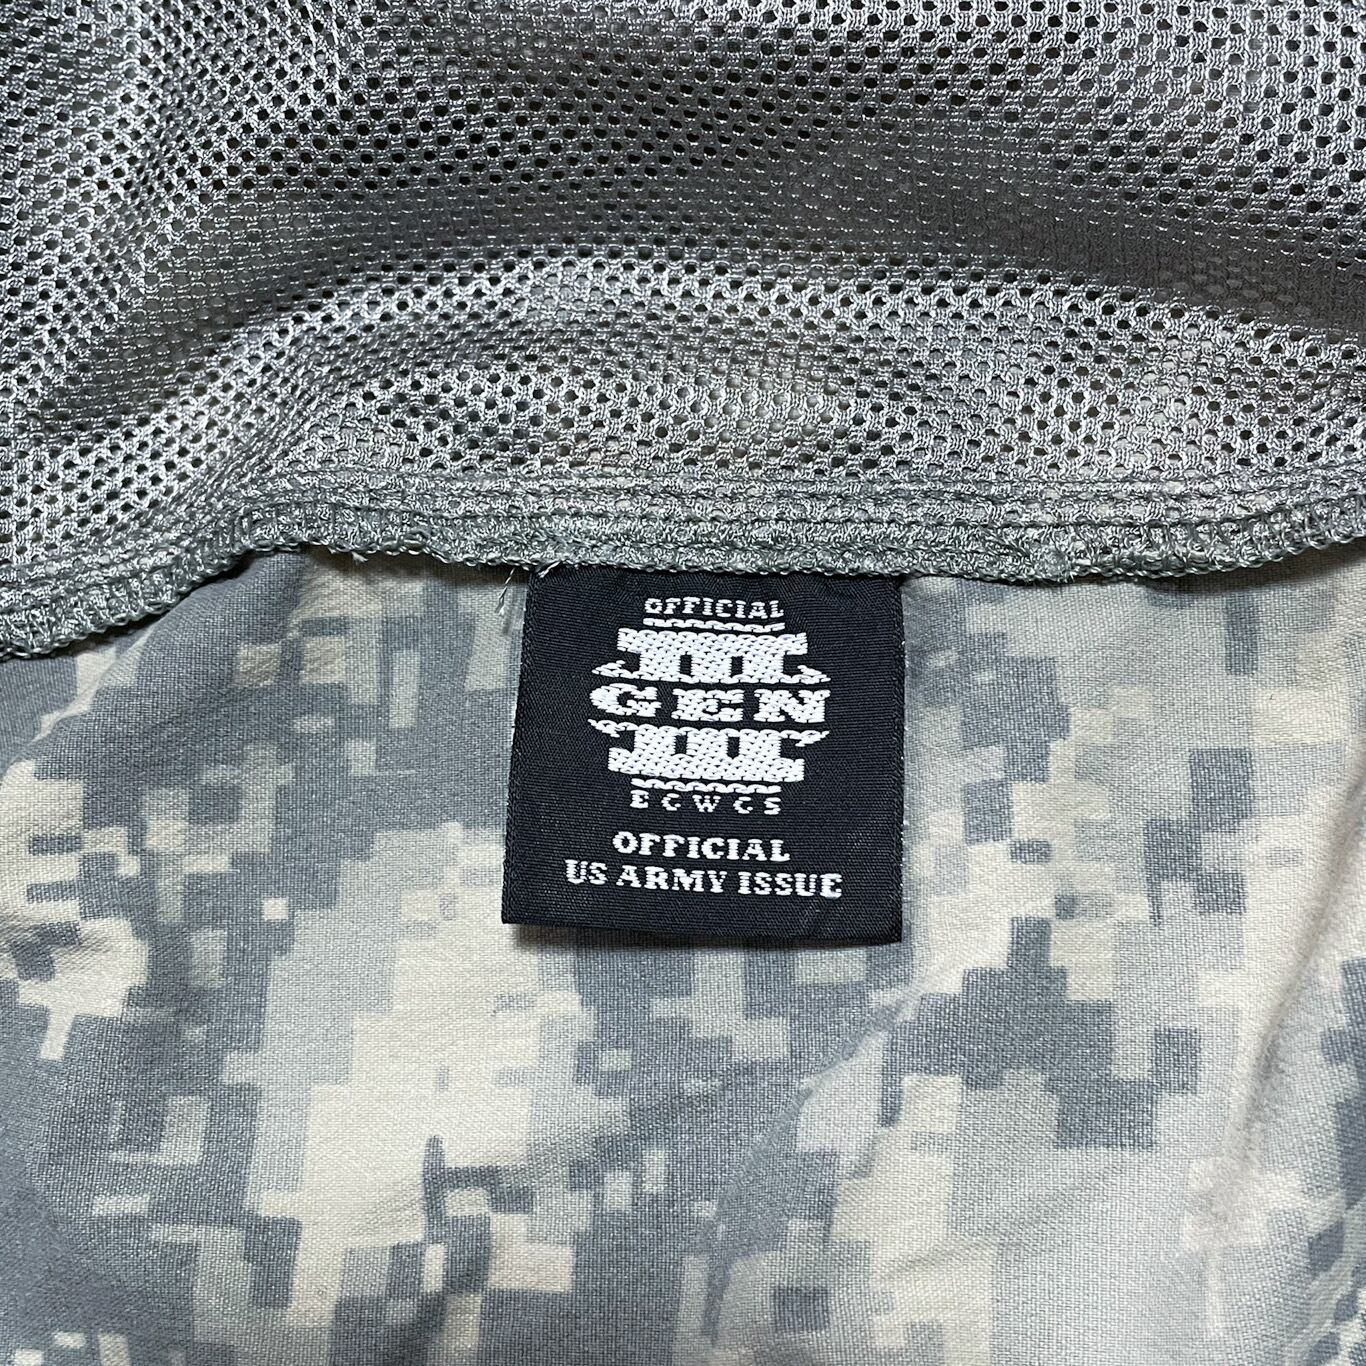 OFFICIAL
III
GEN
III
ECWCS
OFFICIAL
US ARMY ISSUE